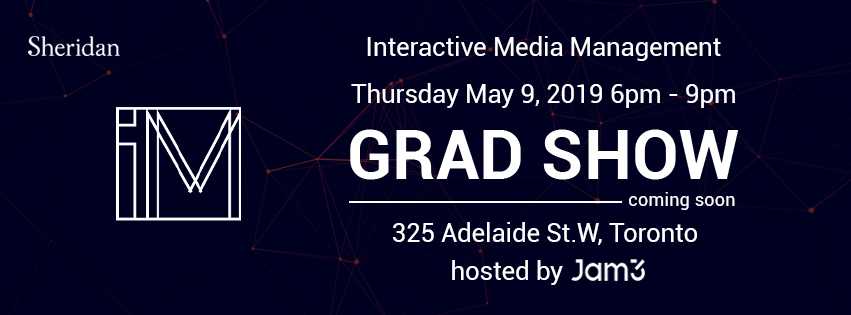 Sheridan
iM
Interactive Media Management
Thursday May 9, 2019 6pm - 9pm
GRAD SHOW
coming soon
325 Adelaide St.W, Toronto
hosted by Jam3